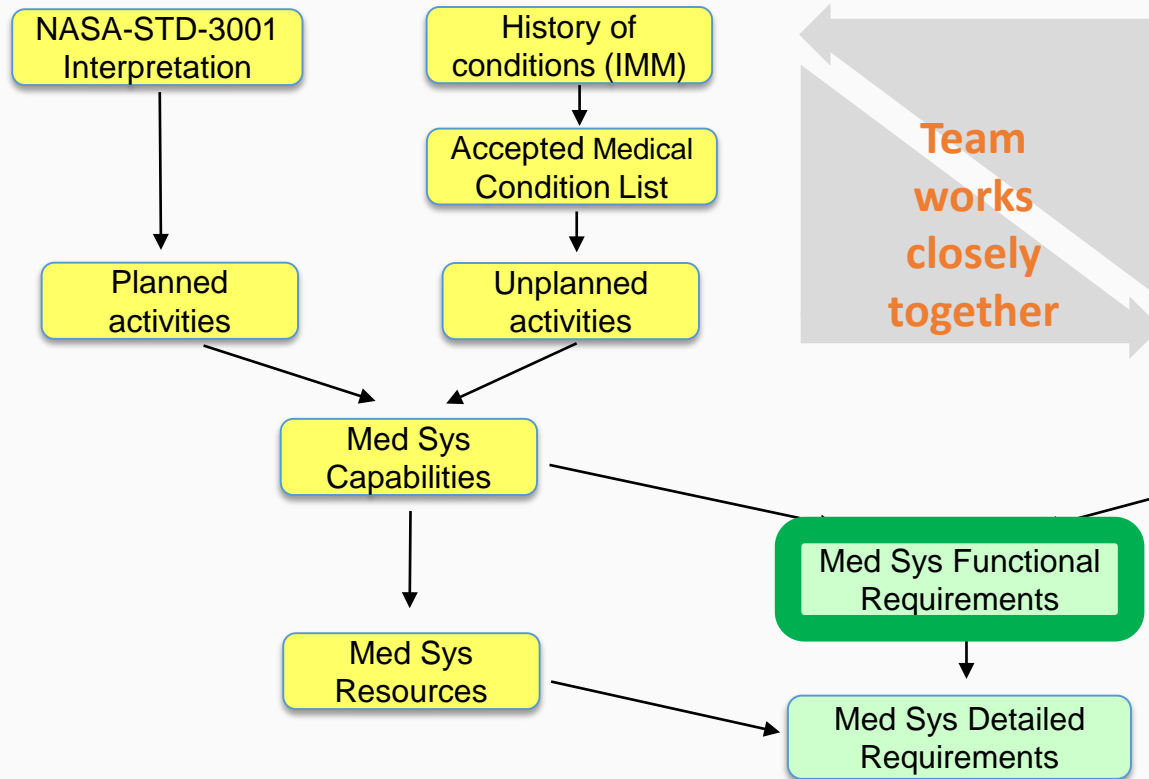 NASA-STD-3001
Interpretation
History of
conditions (IMM)
Accepted Medical
Condition List
Team
works
closely
together
Planned
activities
Unplanned
activities
Med Sys
Capabilities
Med Sys Functional
Requirements
Med Sys
Resources
Med Sys Detailed
Requirements